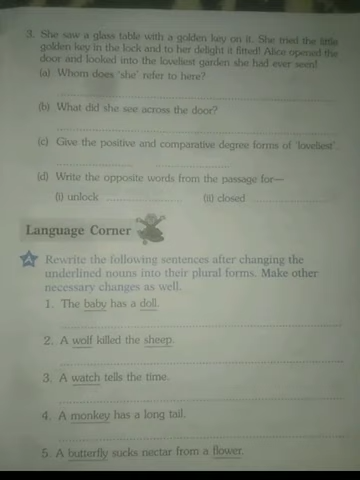 3. She saw a glass table with a golden key on it. She tried the little
golden key in the lock and to her delight it fitted! Alice opened the
door and looked into the loveliest garden she had ever seen!
(a) Whom does 'she' refer to here?
(b) What did she see across the door?
(c) Give the positive and comparative degree forms of 'loveliest'.
(d) Write the opposite words from the passage for—
(i) unlock (ii) closed
Language Corner
A Rewrite the following sentences after changing the
underlined nouns into their plural forms. Make other
necessary changes as well.
1. The baby has a doll.
2. A wolf killed the sheep.
3. A watch tells the time.
4. A monkey has a long tail.
5. A butterfly sucks nectar from a flower.